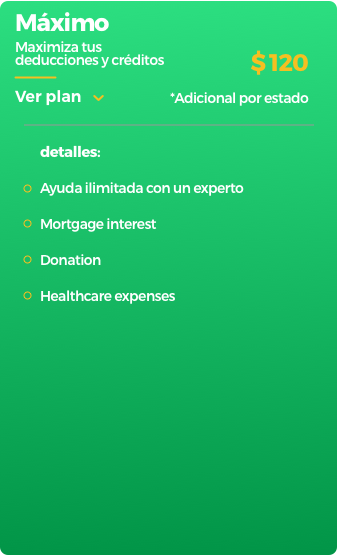 Máximo
Maximiza tus
deducciones y créditos
$120
Ver plan
*Adicional por estado
detalles:
Ayuda ilimitada con un experto
Mortgage interest
Donation
Healthcare expenses